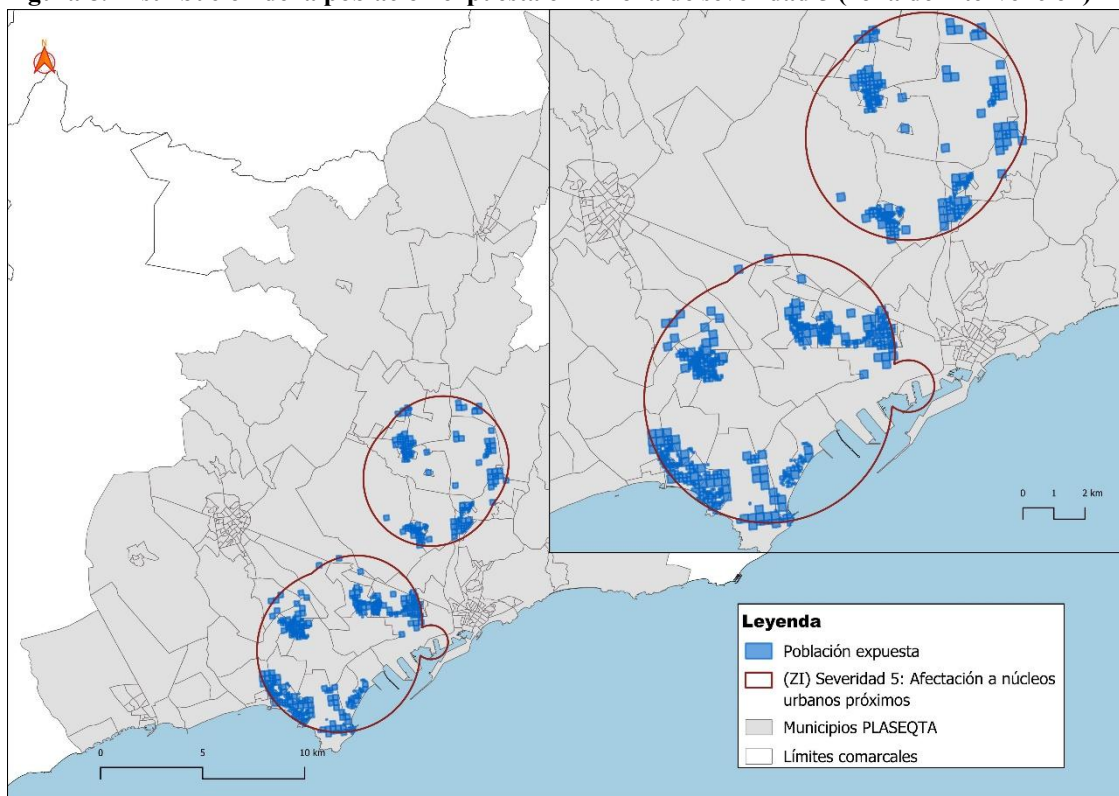 N
0 1 2 km
0 5 10 km
Leyenda
Población expuesta
(ZI) Severidad 5: Afectación a núcleos
urbanos próximos
Municipios PLASEQTA
Límites comarcales